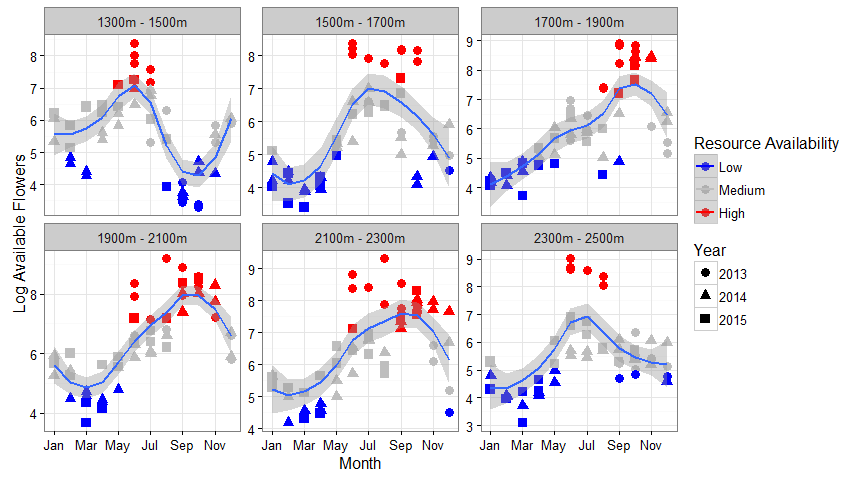 1300m - 1500m 1500m - 1700m 1700m - 1900m
8 7 6 5 4
8 7 6 5 4
9 8 7 6 5 4
1900m - 2100m 2100m - 2300m 2300m - 2500m
8 6 4
9 8 7 6 5 4
9 8 7 6 5 4 3
Jan Mar May Jul Sep Nov Jan Mar May Jul Sep Nov Jan Mar May Jul Sep Nov
Month
Log Available Flowers
Resource Availability
Low
Medium
High
Year
2013
2014
2015